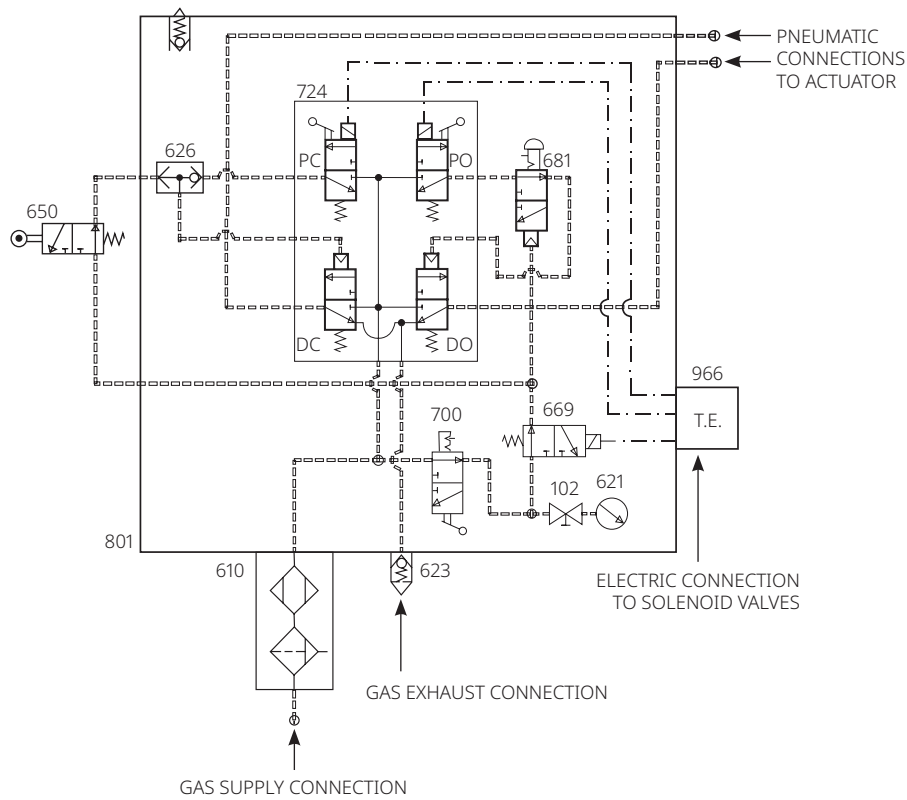 PNEUMATIC
CONNECTIONS
TO ACTUATOR
724
626
PC
PO
681
650
DC
DO
966
T.E.
700
669
102
621
801
610
623
ELECTRIC CONNECTION
TO SOLENOID VALVES
GAS EXHAUST CONNECTION
GAS SUPPLY CONNECTION